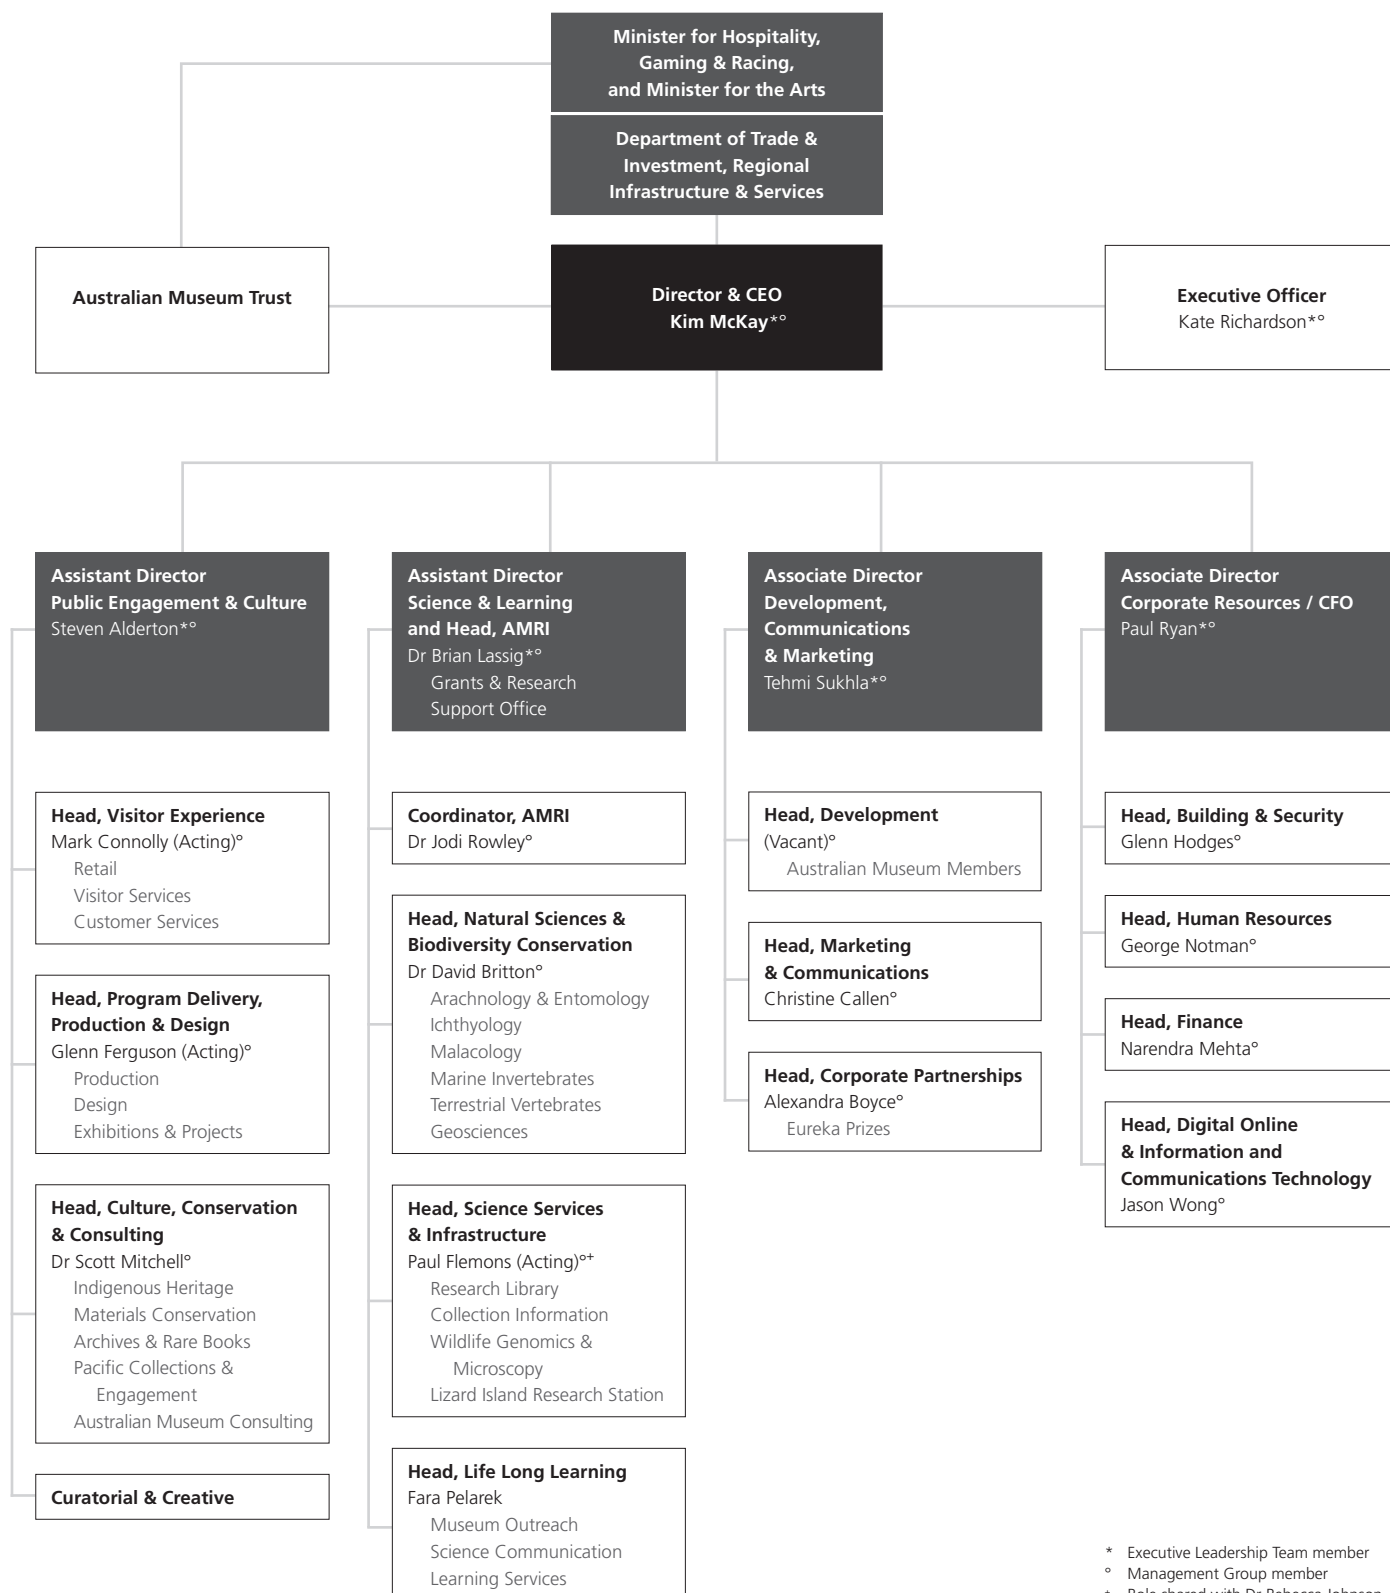 Minister for Hospitality,
Gaming & Racing,
and Minister for the Arts
Department of Trade &
Investment, Regional
Infrastructure & Services
Australian Museum Trust
Director & CEO
Kim McKay*°
Executive Officer
Kate Richardson*°
Assistant Director
Public Engagement & Culture
Steven Alderton*°
Head, Visitor Experience
Mark Connolly (Acting)°
Retail
Visitor Services
Customer Services
Head, Program Delivery,
Production & Design
Glenn Ferguson (Acting)°
Production
Design
Exhibitions & Projects
Head, Culture, Conservation
& Consulting
Dr Scott Mitchell°
Indigenous Heritage
Materials Conservation
Archives & Rare Books
Pacific Collections &
Engagement
Australian Museum Consulting
Curatorial & Creative
Assistant Director
Science & Learning
and Head, AMRI
Dr Brian Lassig*°
Grants & Research
Support Office
Coordinator, AMRI
Dr Jodi Rowley°
Head, Natural Sciences &
Biodiversity Conservation
Dr David Britton°
Arachnology & Entomology
Ichthyology
Malacology
Marine Invertebrates
Terrestrial Vertebrates
Geosciences
Head, Science Services
& Infrastructure
Paul Flemons (Acting)°+
Research Library
Collection Information
Wildlife Genomics &
Microscopy
Lizard Island Research Station
Head, Life Long Learning
Fara Pelarek
Museum Outreach
Science Communication
Learning Services
Associate Director
Development,
Communications
& Marketing
Tehmi Sukhla*°
Head, Development
(Vacant)°
Australian Museum Members
Head, Marketing
& Communications
Christine Callen°
Head, Corporate Partnerships
Alexandra Boyce°
Eureka Prizes
Associate Director
Corporate Resources / CFO
Paul Ryan*°
Head, Building & Security
Glenn Hodges°
Head, Human Resources
George Notman°
Head, Finance
Narendra Mehta°
Head, Digital Online
& Information and
Communications Technology
Jason Wong°
* Executive Leadership Team member
° Management Group member
+ Role shared with Dr Rebecca Johnson